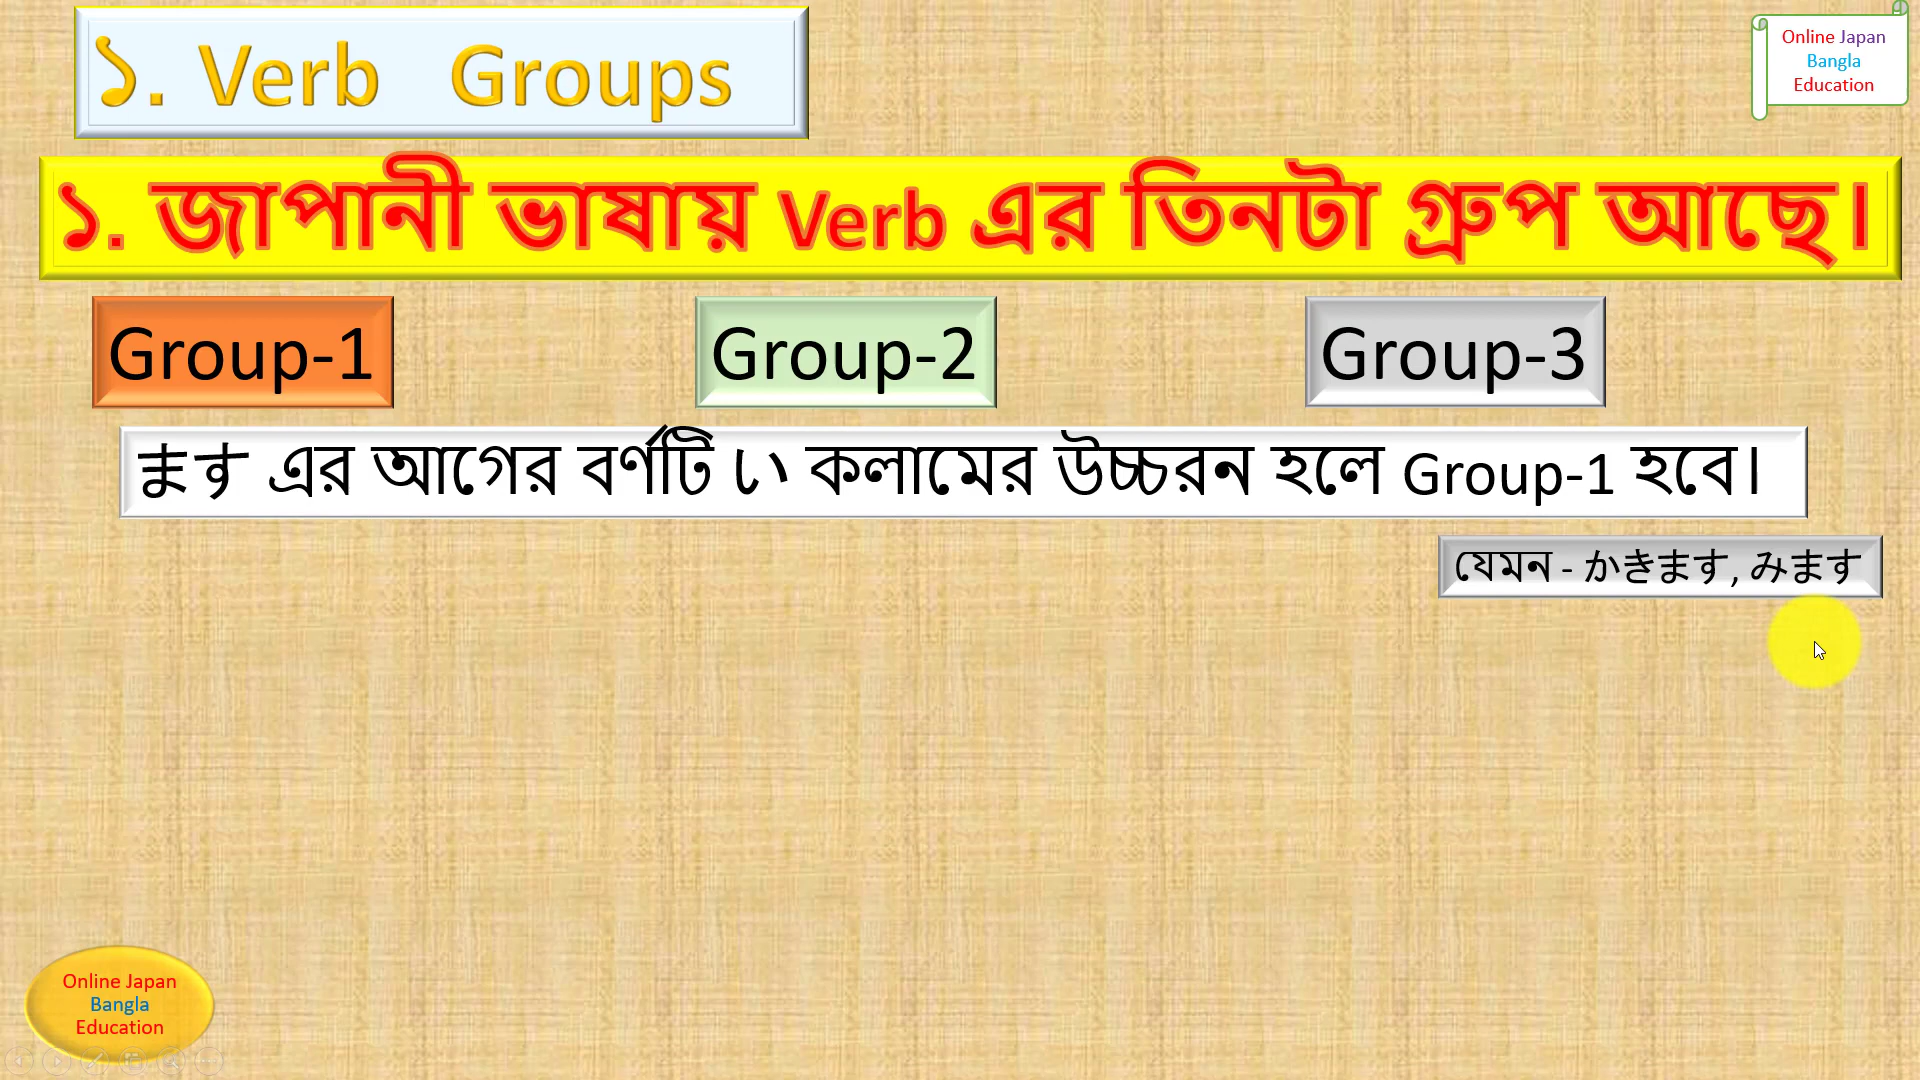 ১. Verb Groups
Online Japan
Bangla
Education
১. জাপানী ভাষায় Verb এর তিনটা গ্রুপ আছে।
Group-1
Group-2
Group-3
ます এর আগের বর্ণটি い কলামের উচ্চরন হলে Group-1 হবে।
যেমন - かきます, みます
Online Japan
Bangla
Education